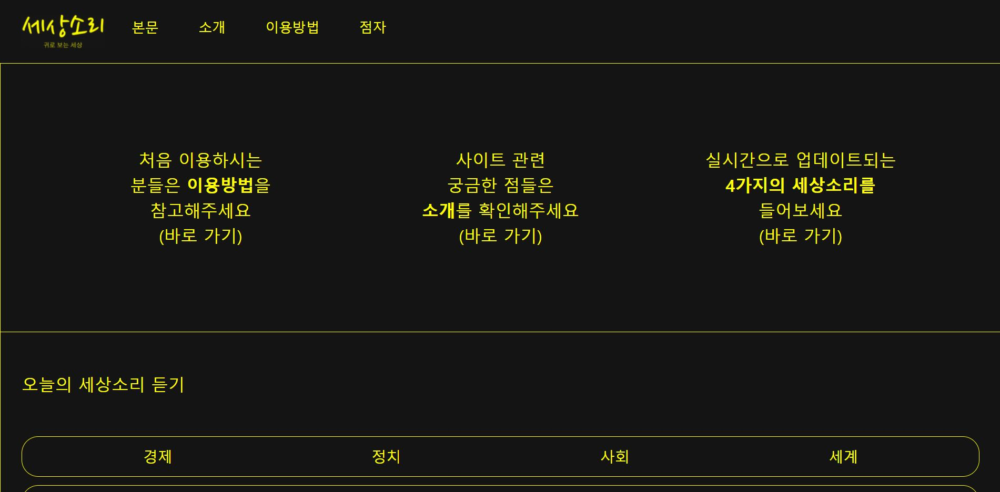 세상소리
귀로 보는 세상
본문 소개 이용방법 점자
처음 이용하시는
분들은 이용방법을
참고해주세요
(바로 가기)
사이트 관련
궁금한 점들은
소개를 확인해주세요
(바로 가기)
실시간으로 업데이트되는
4가지의 세상소리를
들어보세요
(바로 가기)
오늘의 세상소리 듣기
경제 정치 사회 세계